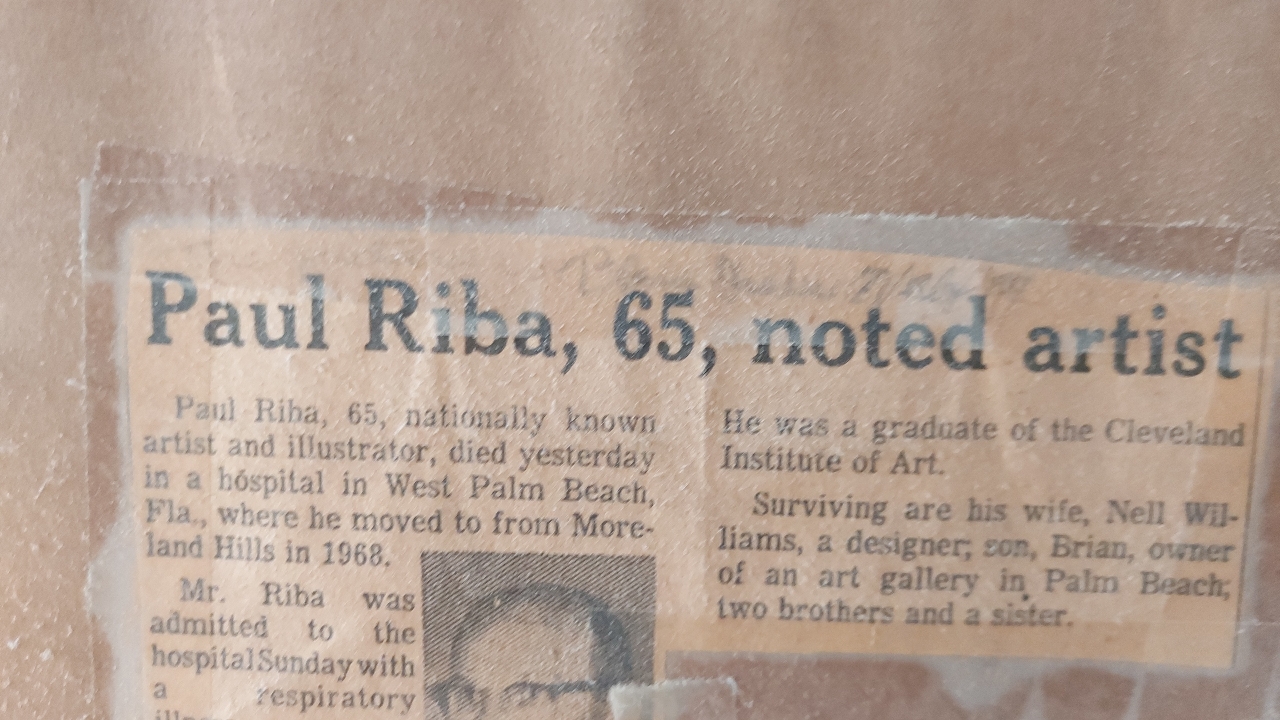 Paul Riba, 65, noted artist
Paul Riba, 65, nationally known
artist and illustrator, died yesterday
in a hospital in West Palm Beach,
Fla., where he moved to from More-
land Hills in 1968.
Mr. Riba was
admitted to the
hospital Sunday with
a respiratory
He was a graduate of the Cleveland
Institute of Art.
Surviving are his wife, Nell Wil-
liams, a designer; son, Brian, owner
of an art gallery in Palm Beach;
two brothers and a sister.